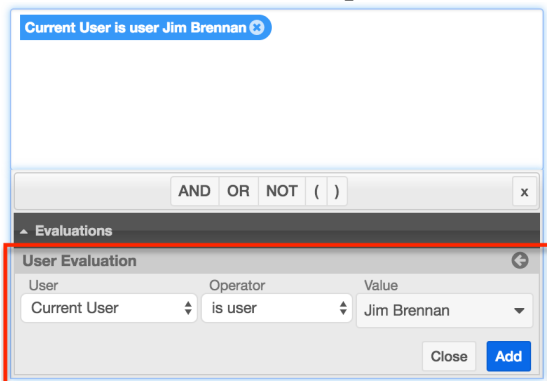 Current User is user Jim Brennan
AND OR NOT ( ) x
Evaluations
User Evaluation
User Operator Value
Current User is user Jim Brennan
Close Add